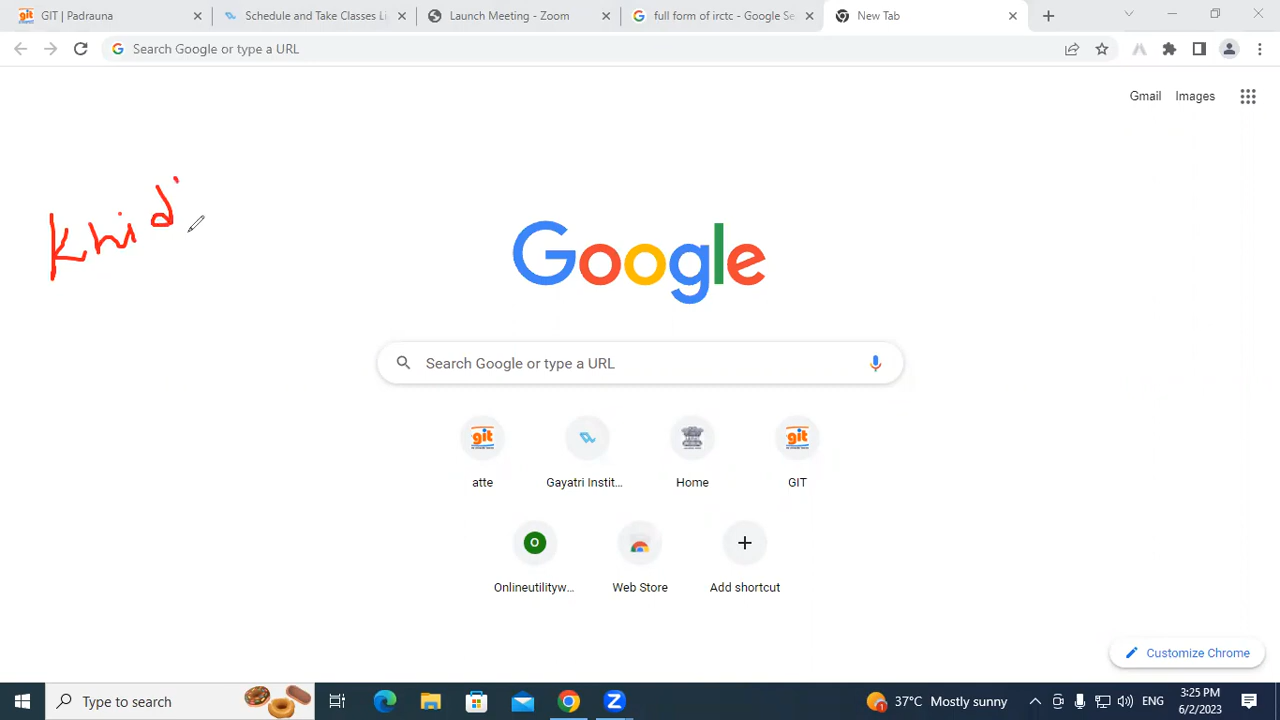 GIT | Padrauna
Schedule and Take Classes Li
Launch Meeting - Zoom
full form of irctc - Google Se
New Tab
Search Google or type a URL
Gmail Images
Khid
Google
Search Google or type a URL
git
git
atte Gayatri Instit... Home GIT
O
Onlineutilityw... Web Store Add shortcut
Customize Chrome
Type to search
37°C Mostly sunny
ENG
3:25 PM
6/2/2023